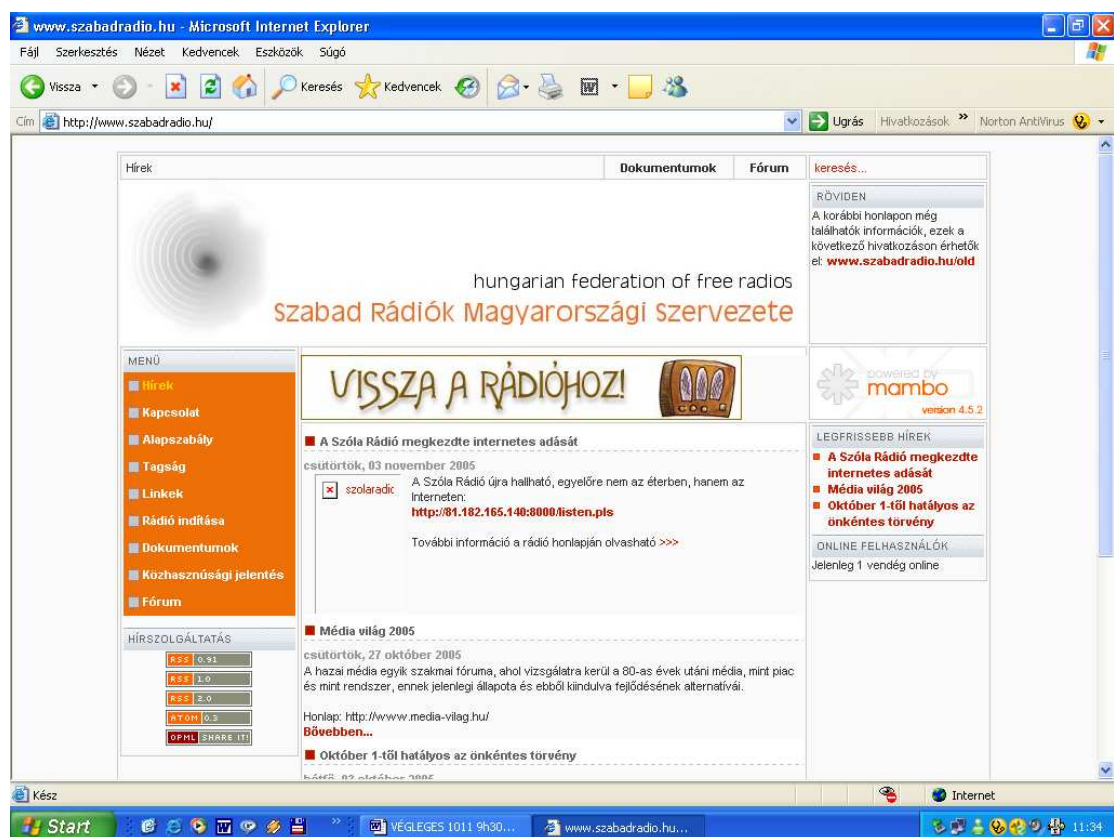 www.szabadradio.hu - Microsoft Internet Explorer
Fájl Szerkesztés Nézet Kedvencek Eszközök Súgó
Vissza Keresés Kedvencek
Cím http://www.szabadradio.hu/ Ugrás Hivatkozások » Norton AntiVirus
Hírek Dokumentumok Fórum keresés...
hungarian federation of free radios
Szabad Rádiók Magyarországi Szervezete
RÖVIDEN
A korábbi honlapon még
találhatók információk, ezek a
következő hivatkozáson érhetők
el: www.szabadradio.hu/old
MENÜ
Hírek
Kapcsolat
Alapszabály
Tagság
Linkek
Rádió indítása
Dokumentumok
Közhasznúsági jelentés
Fórum
HÍRSZOLGÁLTATÁS
RSS 0.91
RSS 1.0
RSS 2.0
ATOM 0.3
OPML SHARE IT!
VISSZA A RÁDIÓHOZ!
A Szóla Rádió megkezdte internetes adását
csütörtök, 03 november 2005
szolaradic
A Szóla Rádió újra hallható, egyelőre nem az éterben, hanem az
Interneten:
http://81.182.165.140:8000/listen.pls
További információ a rádió honlapján olvasható >>>
Média világ 2005
csütörtök, 27 október 2005
A hazai média egyik szakmai fóruma, ahol vizsgálatra kerül a 80-as évek utáni média, mint piac
és mint rendszer, ennek jelenlegi állapota és ebből kiindulva fejlődésének alternatívái.
Honlap: http://www.media-vilag.hu/
Bővebben...
Október 1-től hatályos az önkéntes törvény
hétfő, 03 október 2005
powered by
mambo
version 4.5.2
LEGFRISSEBB HÍREK
A Szóla Rádió megkezdte
internetes adását
Média világ 2005
Október 1-től hatályos az
önkéntes törvény
ONLINE FELHASZNÁLÓK
Jelenleg 1 vendég online
Kész Internet
Start » VÉGLEGES 1011 9h30... www.szabadradio.hu... 11:34